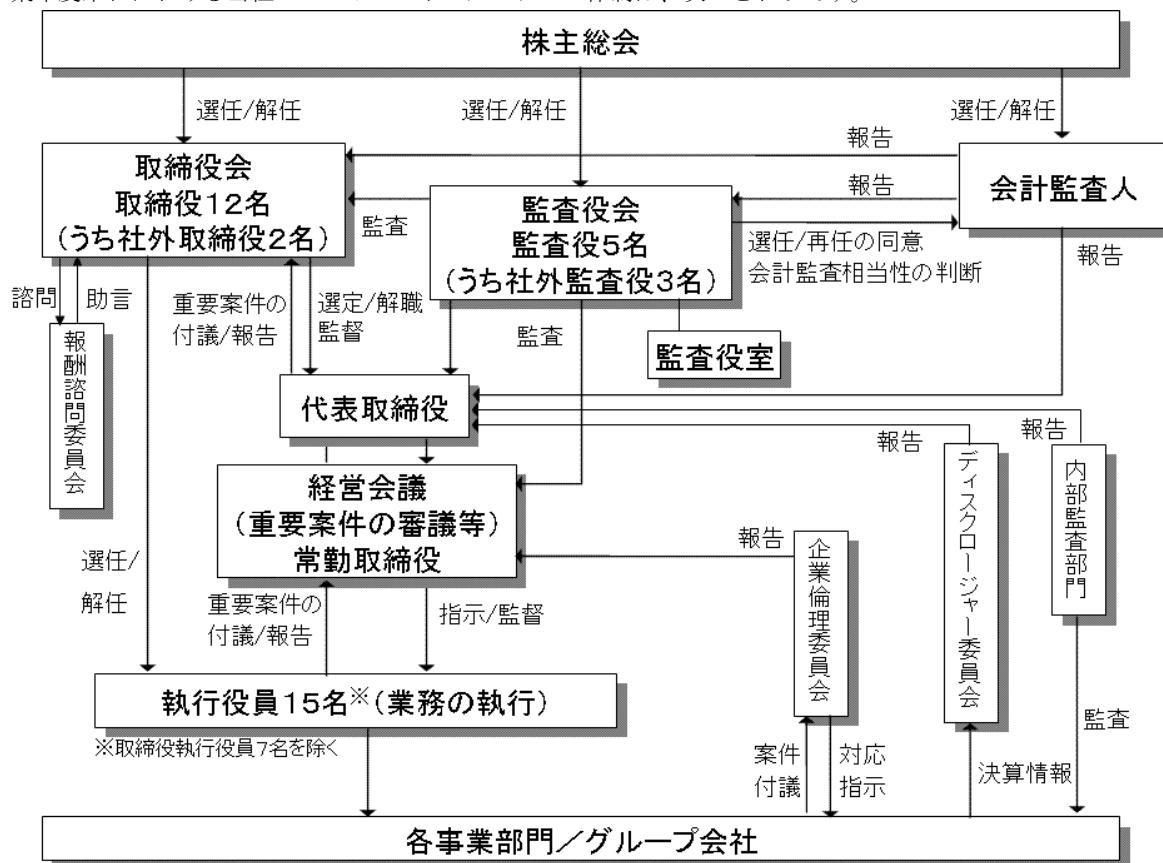 株主総会
選任/解任
選任/解任
選任/解任
報告
取締役会
取締役12名
(うち社外取締役2名)
監査
監査役会
監査役5名
(うち社外監査役3名)
報告
会計監査人
選任/再任の同意
会計監査相当性の判断
報告
諮問
助言
重要案件の
付議/報告
選定/解職
監督
監査
監査役室
報酬諮問委員会
代表取締役
報告
報告
経営会議
(重要案件の審議等)
常勤取締役
報告
企業倫理委員会
ディスクロージャー委員会
内部監査部門
選任/
解任
重要案件の
付議/報告
指示/監督
執行役員15名※(業務の執行)
※取締役執行役員7名を除く
案件
付議
対応
指示
決算情報
監査
各事業部門/グループ会社